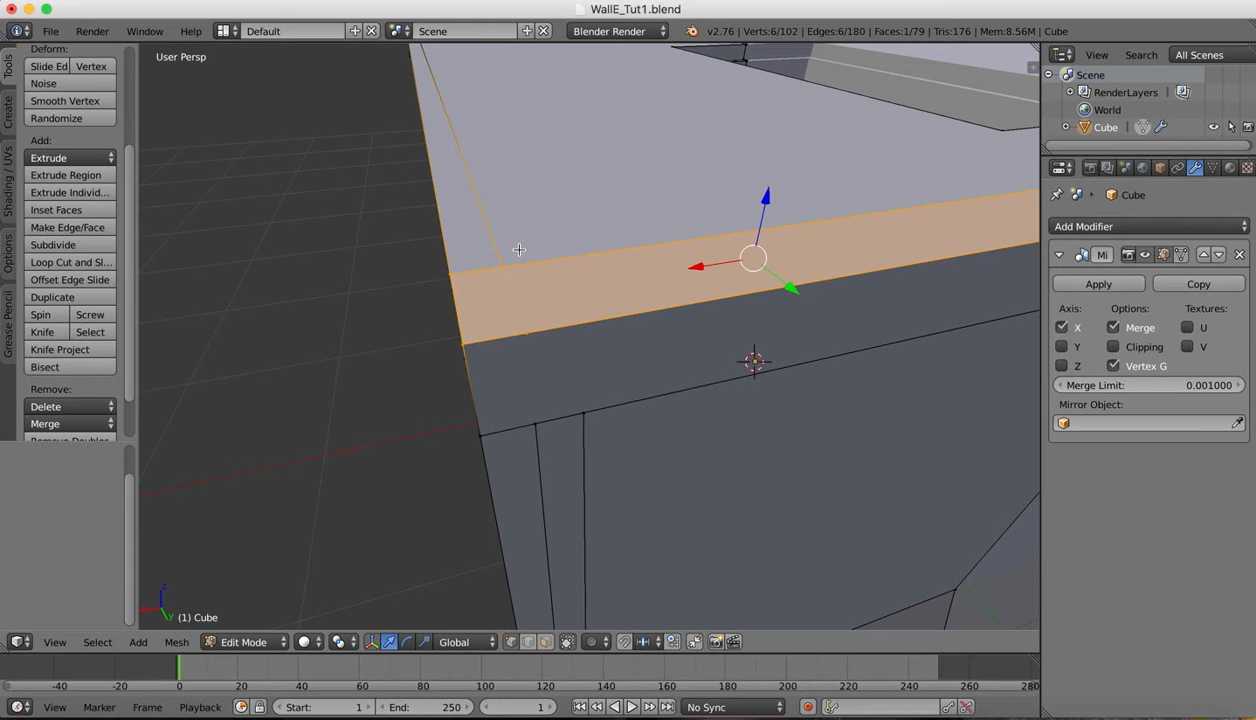 WallE_Tut1.blend
File Render Window Help Default Scene Blender Render v2.76 | Verts:6/102 | Edges:6/180 | Faces:1/79 | Tris:176 | Mem:8.56M | Cube
Tools
Create
Shading / UVs
Options
Grease Pencil
Deform:
Slide Ed Vertex
Noise
Smooth Vertex
Randomize
Add:
Extrude
Extrude Region
Extrude Individ...
Inset Faces
Make Edge/Face
Subdivide
Loop Cut and Sl...
Offset Edge Slide
Duplicate
Spin Screw
Knife Select
Knife Project
Bisect
Remove:
Delete
Merge
Remove Doubles
User Persp
(1) Cube
View Search All Scenes
Scene
RenderLayers
World
Cube
Cube
Add Modifier
Mi
Apply Copy
Axis: Options: Textures:
X Merge U
Y Clipping V
Z Vertex G
Merge Limit: 0.001000
Mirror Object:
View Select Add Mesh Edit Mode Global
-40 -20 0 20 40 60 80 100 120 140 160 180 200 220 240 260 280
View Marker Frame Playback Start: 1 End: 250 1 No Sync